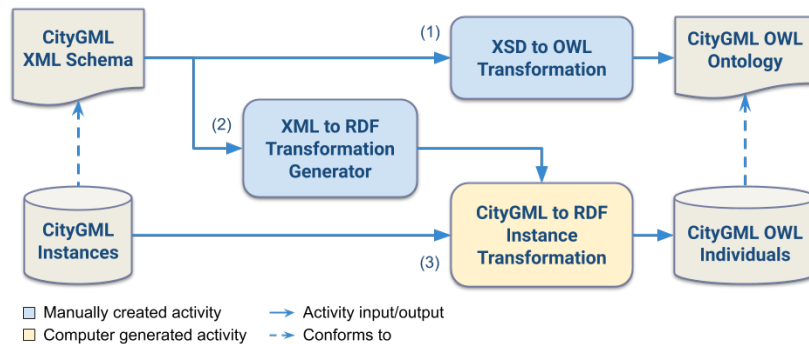 CityGML
XML Schema
(1)
XSD to OWL
Transformation
CityGML OWL
Ontology
(2)
XML to RDF
Transformation
Generator
CityGML
Instances
(3)
CityGML to RDF
Instance
Transformation
CityGML OWL
Individuals
Manually created activity
Activity input/output
Computer generated activity
Conforms to